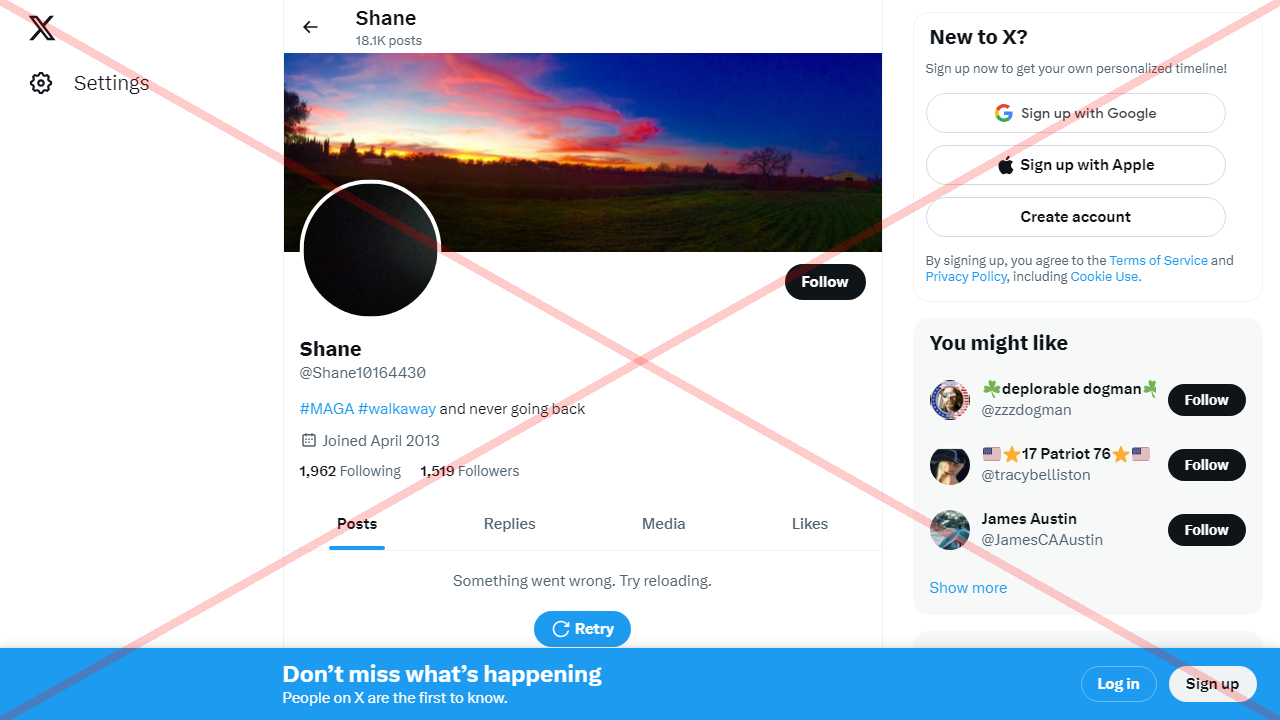 Settings
Shane
18.1K posts
Follow
Shane
@Shane10164430
#MAGA #walkaway and never going back
Joined April 2013
1,962 Following 1,519 Followers
Posts Replies Media Likes
Something went wrong. Try reloading.
Retry
New to X?
Sign up now to get your own personalized timeline!
Sign up with Google
Sign up with Apple
Create account
By signing up, you agree to the Terms of Service and
Privacy Policy, including Cookie Use.
You might like
☘️deplorable dogman☘️
@zzzdogman
Follow
🇺🇸⭐17 Patriot 76⭐🇺🇸
@tracybelliston
Follow
James Austin
@JamesCAAustin
Follow
Show more
Don’t miss what’s happening
People on X are the first to know.
Log in
Sign up